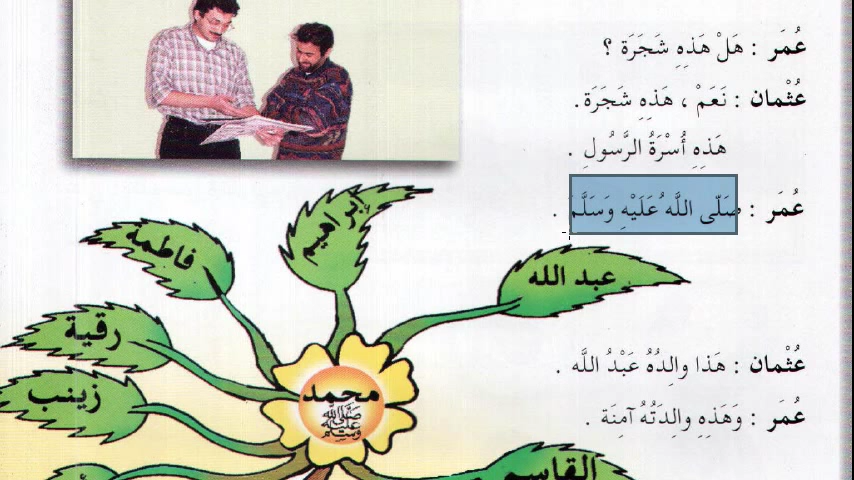 عُمَر : هَلْ هَذِهِ شَجَرَة ؟
عُثْمان : نَعَمْ ، هَذِهِ شَجَرَة .
هَذِهِ أُسْرَةُ الرَّسُولِ .
عُمَر : صَلّى اللَّه ُ عَلَيْهِ وَسَلَّمَ .
إبراهيم
فاطمة
عبد الله
رقية
زينب
محمد
صلى الله عليه وسلم
القاسم
عُثْمان : هَذا والِدُهُ عَبْدُ اللَّه .
عُمَر : وَهَذِهِ والِدَتُهُ آمِنَة .